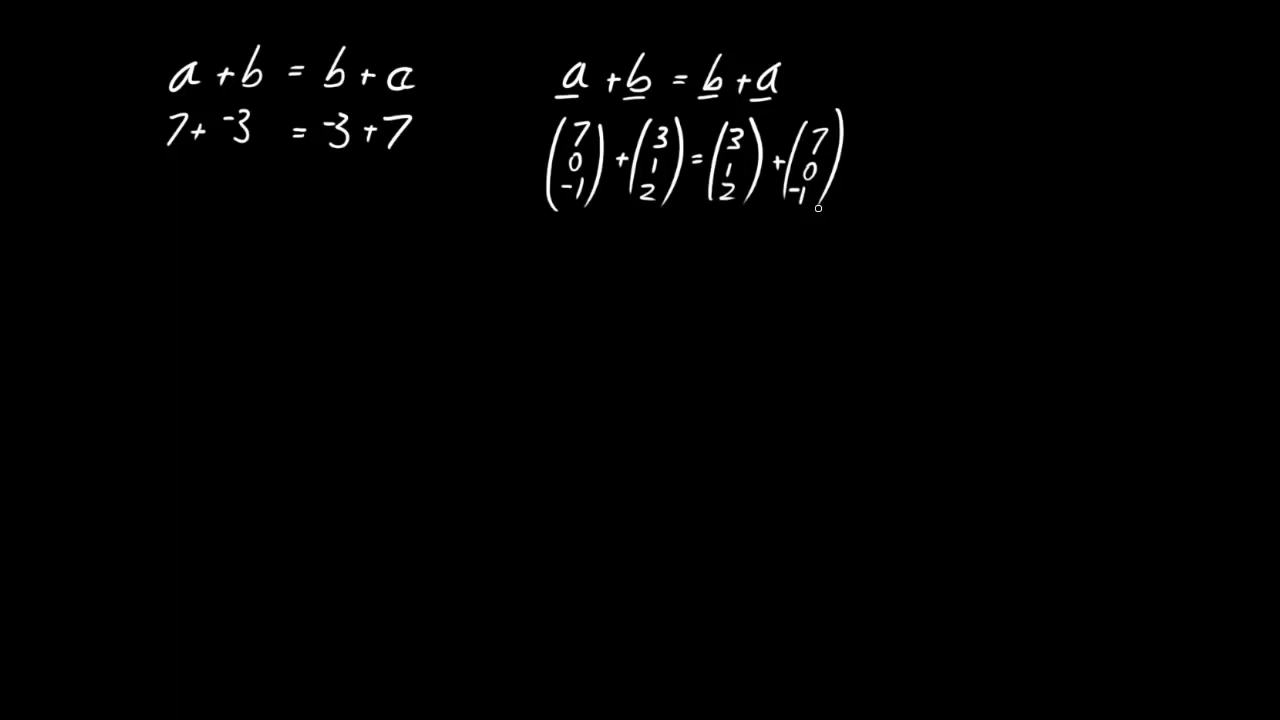 a + b = b + a
7 + ⁻3 = ⁻3 + 7
a + b = b + a
(7 0 -1) + (3 1 2) = (3 1 2) + (7 0 -1)